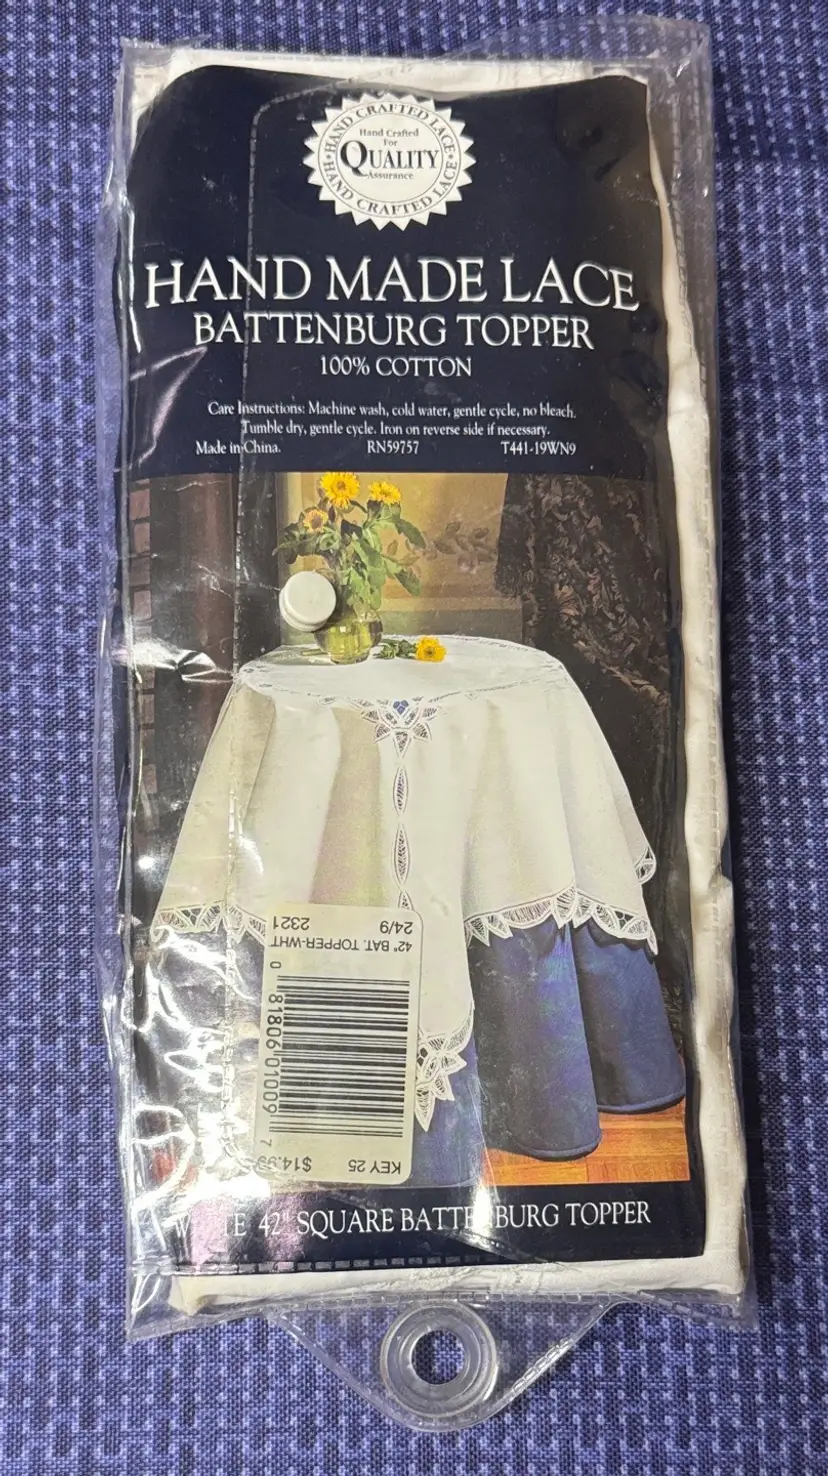 HAND CRAFTED LACE
Hand Crafted
For
QUALITY
Assurance
HAND CRAFTED LACE
HAND MADE LACE
BATTENBURG TOPPER
100% COTTON
Care Instructions: Machine wash, cold water, gentle cycle, no bleach.
Tumble dry, gentle cycle. Iron on reverse side if necessary.
Made in China. RN59757 T441-19WN9
KEY 25 $14.99
0 81806 01009 7
42" BAT. TOPPER-WHT
24/9 2321
42" SQUARE BATTENBURG TOPPER